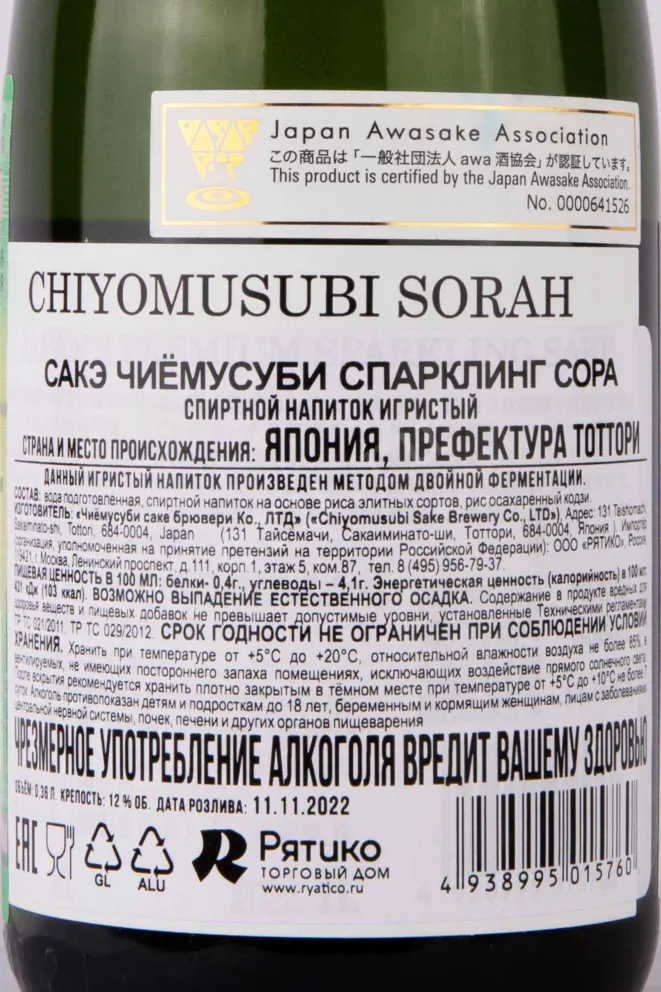 Japan Awasake Association
この商品は「一般社団法人awa酒協会」が認証しています。
This product is certified by the Japan Awasake Association.
No. 0000641526
CHIYOMUSUBI SORAH
САКЭ ЧИЁМУСУБИ СПАРКЛИНГ СОРА
СПИРТНОЙ НАПИТОК ИГРИСТЫЙ
СТРАНА И МЕСТО ПРОИСХОЖДЕНИЯ: ЯПОНИЯ, ПРЕФЕКТУРА ТОТТОРИ
ДАННЫЙ ИГРИСТЫЙ НАПИТОК ПРОИЗВЕДЕН МЕТОДОМ ДВОЙНОЙ ФЕРМЕНТАЦИИ.
СОСТАВ: вода подготовленная, спиртной напиток на основе риса элитных сортов, рис осахаренный кодзи.
ИЗГОТОВИТЕЛЬ: «Чиёмусуби саке брювери Ко., ЛТД» («Chiyomusubi Sake Brewery Co., LTD»), Адрес: 131 Taishomachi,
Sakaiminato-shi, Tottori, 684-0004, Japan (131 Тайсёмачи, Сакаиминато-ши, Тоттори, 684-0004, Япония). Импортер,
организация, уполномоченная на принятие претензий на территории Российской Федерации): ООО «РЯТИКО», Россия,
119421, г. Москва, Ленинский проспект, д.111, корп.1, этаж 5, ком.87, тел. 8 (495) 956-79-37.
ПИЩЕВАЯ ЦЕННОСТЬ В 100 МЛ: белки- 0,4г., углеводы – 4,1г. Энергетическая ценность (калорийность) в 100 мл:
431 кДж (103 ккал). ВОЗМОЖНО ВЫПАДЕНИЕ ЕСТЕСТВЕННОГО ОСАДКА. Содержание в продукте вредных для
здоровья веществ и пищевых добавок не превышает допустимые уровни, установленные Техническими регламентами
ТР ТС 021/2011, ТР ТС 029/2012. СРОК ГОДНОСТИ НЕ ОГРАНИЧЕН ПРИ СОБЛЮДЕНИИ УСЛОВИЙ
ХРАНЕНИЯ. Хранить при температуре от +5°С до +20°С, относительной влажности воздуха не более 85%, в
вентилируемых, не имеющих постороннего запаха помещениях, исключающих воздействие прямого солнечного света.
После вскрытия рекомендуется хранить плотно закрытым в тёмном месте при температуре от +5°С до +10°С не более
суток. Алкоголь противопоказан детям и подросткам до 18 лет, беременным и кормящим женщинам, лицам с заболеваниями
центральной нервной системы, почек, печени и других органов пищеварения
ЧРЕЗМЕРНОЕ УПОТРЕБЛЕНИЕ АЛКОГОЛЯ ВРЕДИТ ВАШЕМУ ЗДОРОВЬЮ
ОБЪЁМ: 0.36 Л. КРЕПОСТЬ: 12 % ОБ. ДАТА РОЗЛИВА: 11.11.2022
EAC
GL
ALU
РЯТИКО
ТОРГОВЫЙ ДОМ
www.ryatico.ru
4 938995 015760